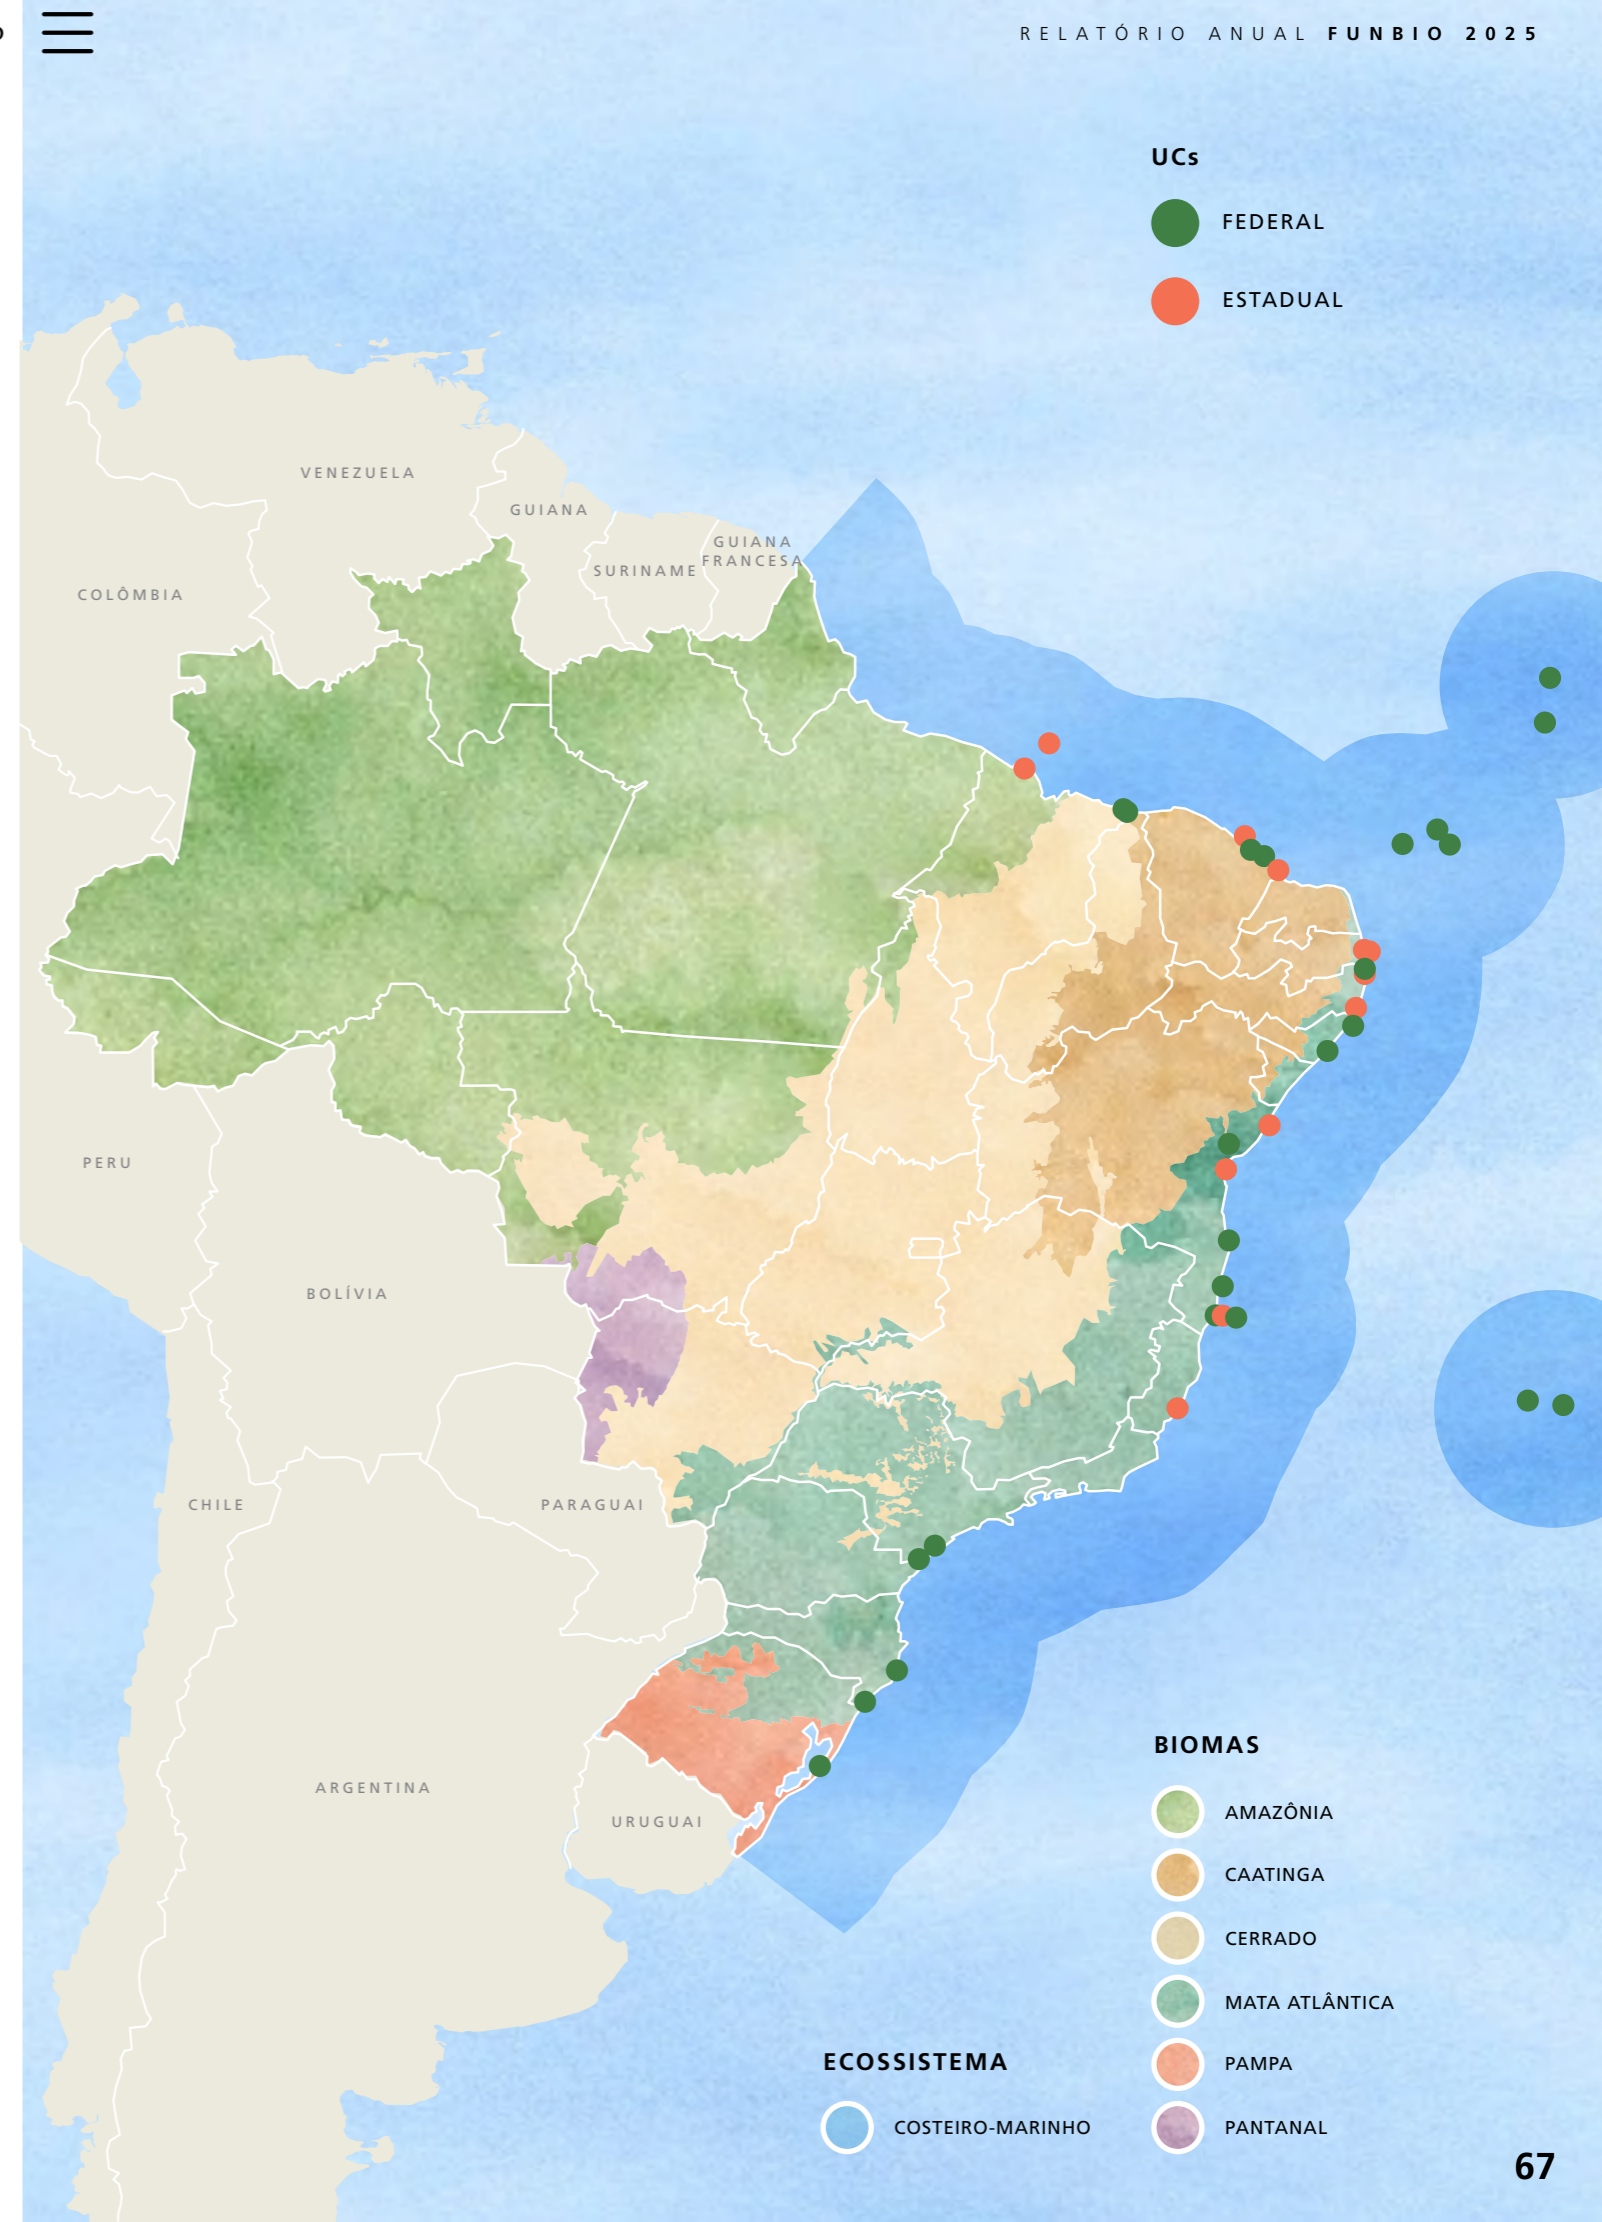 RELATÓRIO ANUAL FUNBIO 2025
UCs
FEDERAL
ESTADUAL
VENEZUELA
GUIANA
GUIANA
FRANCESA
SURINAME
COLÔMBIA
PERU
BOLÍVIA
CHILE
PARAGUAI
ARGENTINA
URUGUAI
BIOMAS
AMAZÔNIA
CAATINGA
CERRADO
MATA ATLÂNTICA
PAMPA
PANTANAL
ECOSSISTEMA
COSTEIRO-MARINHO
67